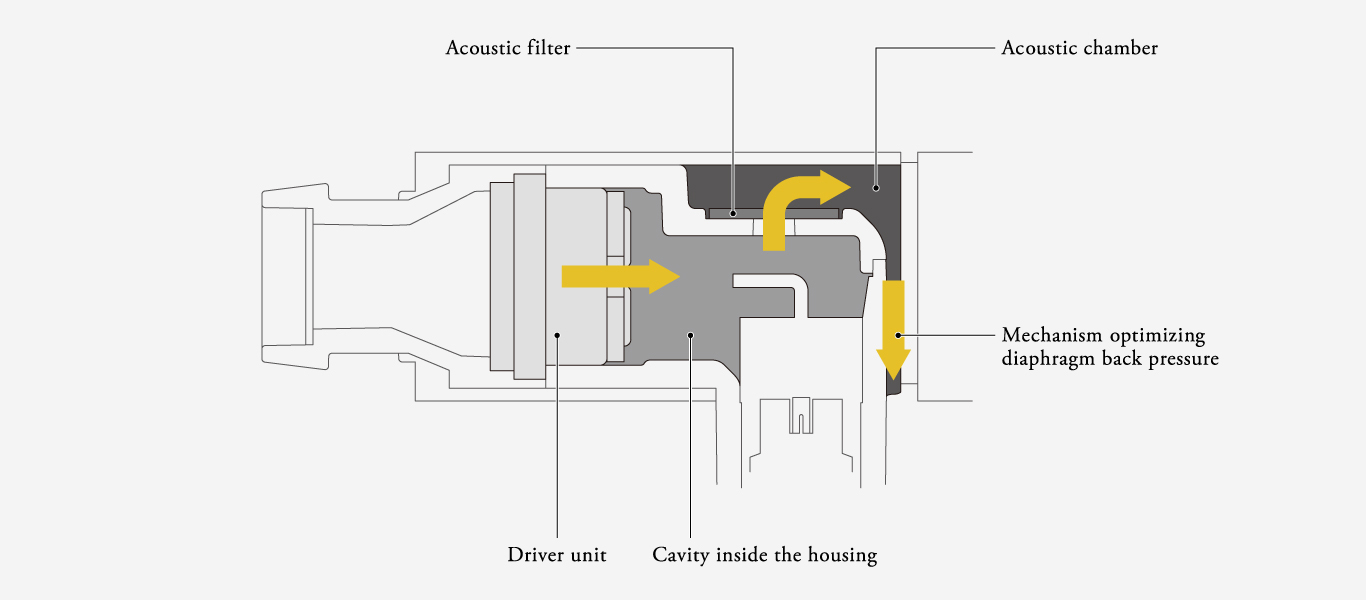 Acoustic filter
Acoustic chamber
Mechanism optimizing
diaphragm back pressure
Driver unit
Cavity inside the housing